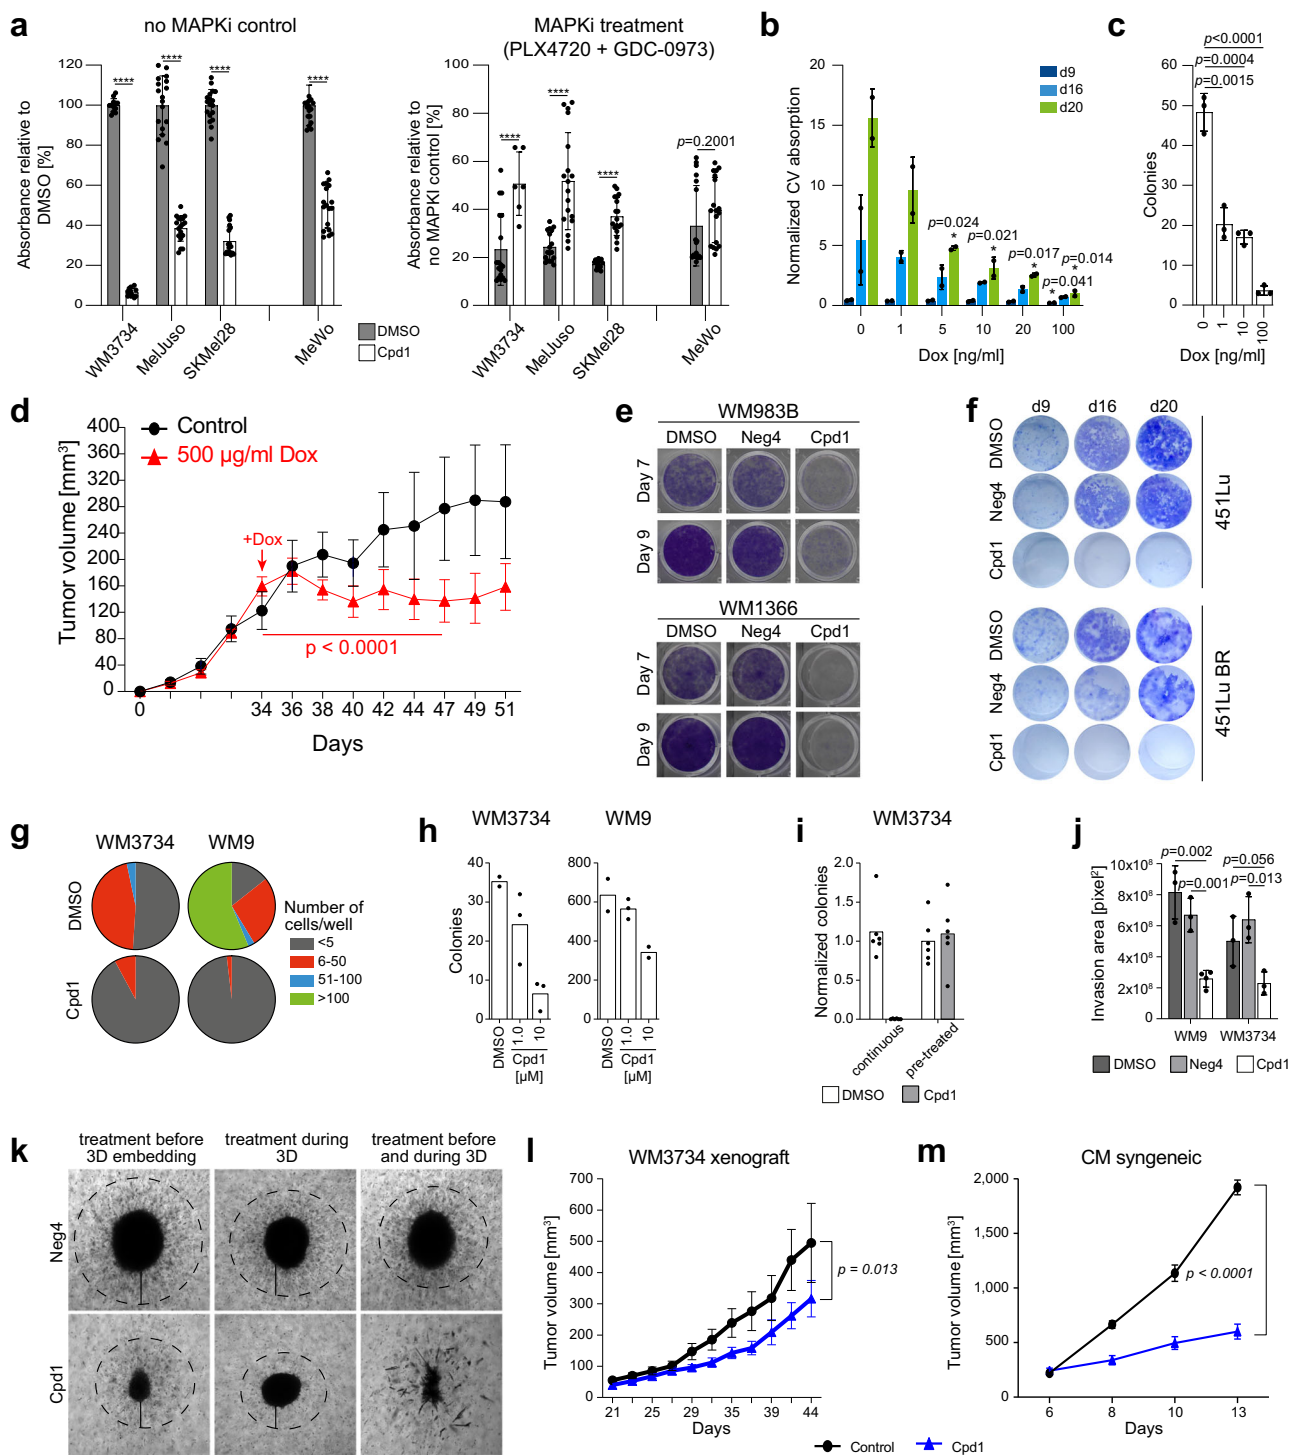 a
no MAPKi control
Absorbance relative to
DMSO [%]
120
100
80
60
40
20
0
****
****
****
****
WM3734
MelJuso
SKMel28
MeWo
DMSO
Cpd1
MAPKi treatment
(PLX4720 + GDC-0973)
Absorbance relative to
no MAPKI control [%]
100
80
60
40
20
0
****
****
****
p=0.2001
WM3734
MelJuso
SKMel28
MeWo
b
Normalized CV absorption
20
15
10
5
0
d9
d16
d20
p=0.024
*
p=0.021
*
p=0.017
*
p=0.014
*
p=0.041
*
0
1
5
10
20
100
Dox [ng/ml]
c
p<0.0001
p=0.0004
p=0.0015
Colonies
60
50
40
30
20
10
0
0
1
10
100
Dox [ng/ml]
d
Control
500 µg/ml Dox
Tumor volume [mm³]
400
360
320
280
240
200
160
120
80
40
0
+Dox
p < 0.0001
0
34
36
38
40
42
44
47
49
51
Days
e
WM983B
DMSO
Neg4
Cpd1
Day 7
Day 9
WM1366
DMSO
Neg4
Cpd1
Day 7
Day 9
f
d9
d16
d20
DMSO
Neg4
Cpd1
451Lu
DMSO
Neg4
Cpd1
451Lu BR
g
WM3734
WM9
DMSO
Cpd1
Number of
cells/well
<5
6-50
51-100
>100
h
WM3734
Colonies
40
30
20
10
0
DMSO
1.0
10
Cpd1
[µM]
WM9
800
600
400
200
0
DMSO
1.0
10
Cpd1
[µM]
i
WM3734
Normalized colonies
2.0
1.5
1.0
0.5
0.0
continuous
pre-treated
DMSO
Cpd1
j
Invasion area [pixel²]
10x10⁸
8x10⁸
6x10⁸
4x10⁸
2x10⁸
0
p=0.002
p=0.001
p=0.056
p=0.013
WM9
WM3734
DMSO
Neg4
Cpd1
k
treatment before
3D embedding
treatment during
3D
treatment before
and during 3D
Neg4
Cpd1
l
WM3734 xenograft
Tumor volume [mm³]
700
600
500
400
300
200
100
0
p = 0.013
21
25
29
35
39
44
Days
m
CM syngeneic
Tumor volume [mm³]
2,000
1,500
1,000
500
0
p < 0.0001
6
8
10
13
Days
Control
Cpd1